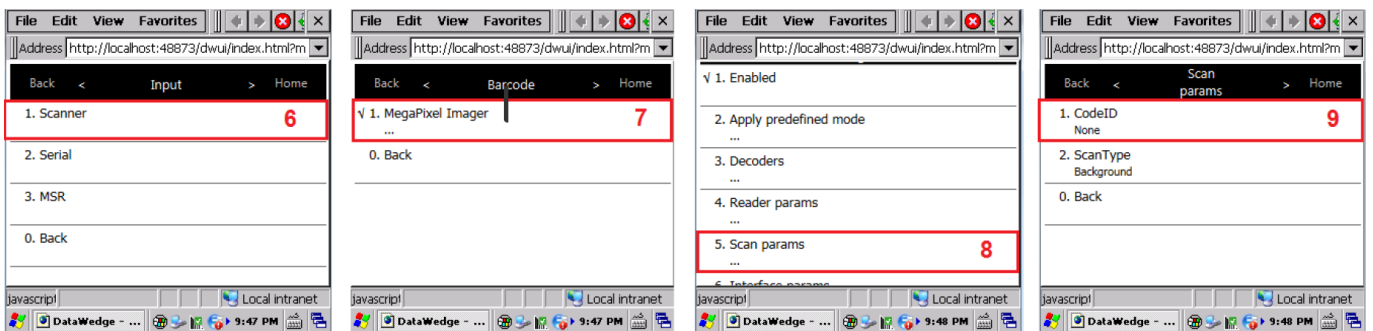 File Edit View Favorites
Address http://localhost:48873/dwui/index.html?m
Back < Input > Home
1. Scanner
6
2. Serial
3. MSR
0. Back
javascript Local intranet
DataWedge - ... 9:47 PM
File Edit View Favorites
Address http://localhost:48873/dwui/index.html?m
Back < Barcode > Home
√ 1. MegaPixel Imager
...
7
0. Back
javascript Local intranet
DataWedge - ... 9:47 PM
File Edit View Favorites
Address http://localhost:48873/dwui/index.html?m
√ 1. Enabled
2. Apply predefined mode
...
3. Decoders
...
4. Reader params
...
5. Scan params
...
8
6. Interface params
javascript Local intranet
DataWedge - ... 9:48 PM
File Edit View Favorites
Address http://localhost:48873/dwui/index.html?m
Back < Scan > Home
params
1. CodeID
None
9
2. ScanType
Background
0. Back
javascript Local intranet
DataWedge - ... 9:48 PM